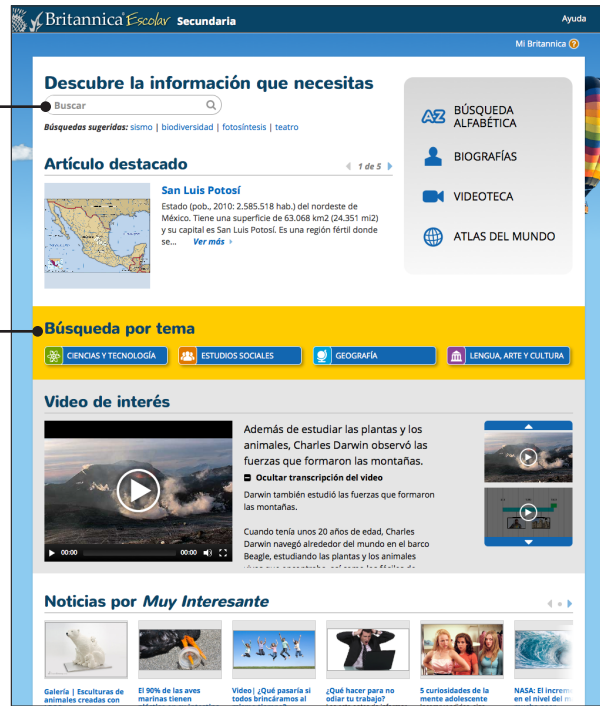 Britannica Escolar Secundaria
Ayuda
Mi Britannica ?
Descubre la información que necesitas
Buscar
Búsquedas sugeridas: sismo | biodiversidad | fotosíntesis | teatro
AZ BÚSQUEDA
ALFABÉTICA
BIOGRAFÍAS
VIDEOTECA
ATLAS DEL MUNDO
Artículo destacado
1 de 5
San Luis Potosí
Estado (pob., 2010: 2.585.518 hab.) del nordeste de
México. Tiene una superficie de 63.068 km2 (24.351 mi2)
y su capital es San Luis Potosí. Es una región fértil donde
se... Ver más
Búsqueda por tema
CIENCIAS Y TECNOLOGÍA
ESTUDIOS SOCIALES
GEOGRAFÍA
LENGUA, ARTE Y CULTURA
Video de interés
00:00
00:00
Además de estudiar las plantas y los
animales, Charles Darwin observó las
fuerzas que formaron las montañas.
Ocultar transcripción del video
Darwin también estudió las fuerzas que formaron
las montañas.
Cuando tenía unos 20 años de edad, Charles
Darwin navegó alrededor del mundo en el barco
Beagle, estudiando las plantas y los animales
Noticias por Muy Interesante
Galería | Esculturas de
animales creadas con
El 90% de las aves
marinas tienen
Video| ¿Qué pasaría si
todos brincáramos al
¿Qué hacer para no
odiar tu trabajo?
5 curiosidades de la
mente adolescente
NASA: El increm
en el nivel del m